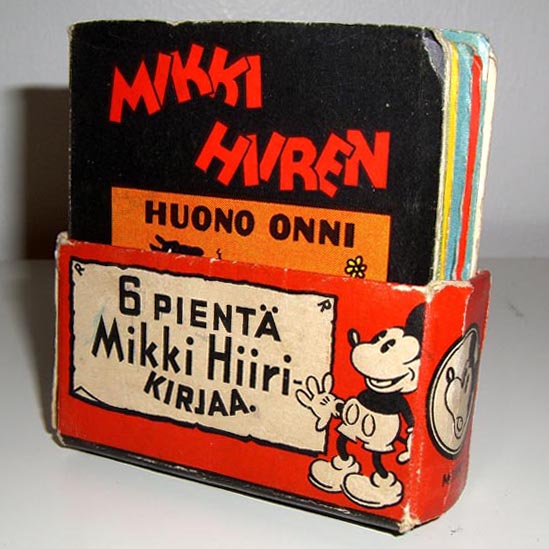 MIKKI
HIIREN
HUONO ONNI
R
R
6 PIENTÄ
Mikki Hiiri-
KIRJAA.